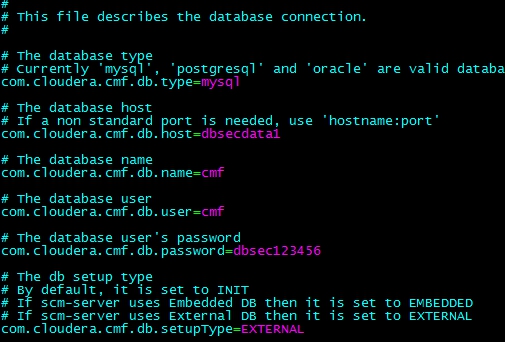 #
# This file describes the database connection.
#
# The database type
# Currently 'mysql', 'postgresql' and 'oracle' are valid databa
com.cloudera.cmf.db.type=mysql
# The database host
# If a non standard port is needed, use 'hostname:port'
com.cloudera.cmf.db.host=dbsecdata1
# The database name
com.cloudera.cmf.db.name=cmf
# The database user
com.cloudera.cmf.db.user=cmf
# The database user's password
com.cloudera.cmf.db.password=dbsec123456
# The db setup type
# By default, it is set to INIT
# If scm-server uses Embedded DB then it is set to EMBEDDED
# If scm-server uses External DB then it is set to EXTERNAL
com.cloudera.cmf.db.setupType=EXTERNAL